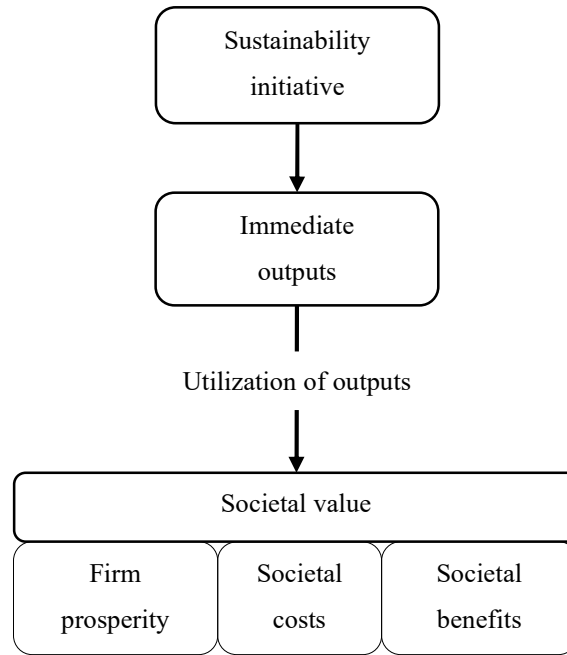 Sustainability
initiative
Immediate
outputs
Utilization of outputs
Societal value
Firm
prosperity
Societal
costs
Societal
benefits